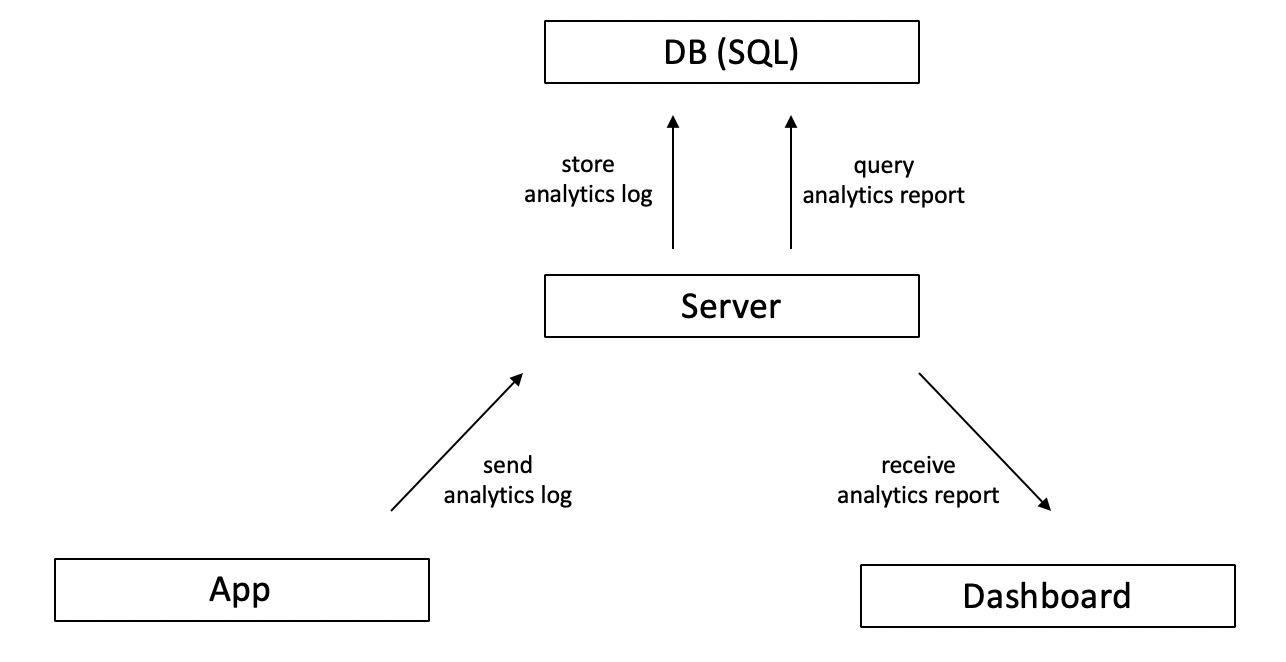 DB (SQL)
store
analytics log
query
analytics report
Server
send
analytics log
receive
analytics report
App
Dashboard